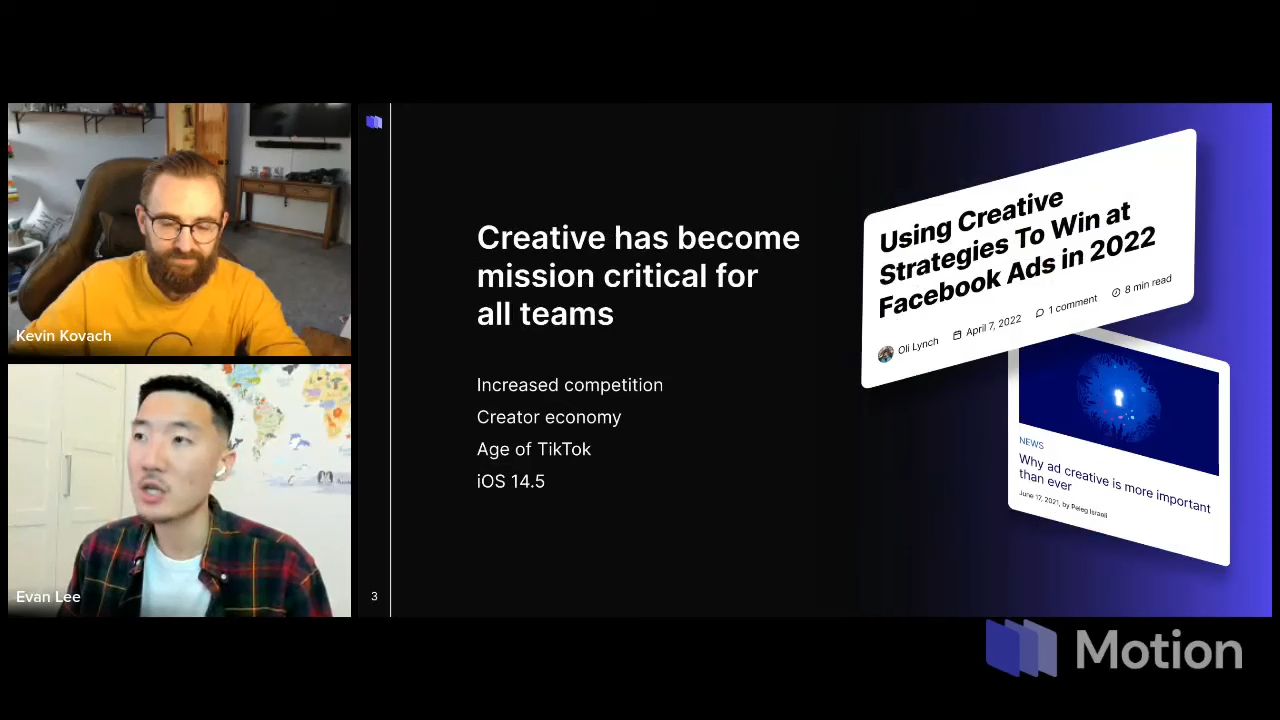 Kevin Kovach
Evan Lee
3
Creative has become
mission critical for
all teams
Increased competition
Creator economy
Age of TikTok
iOS 14.5
Using Creative
Strategies To Win at
Facebook Ads in 2022
Oli Lynch April 7, 2022 1 comment 8 min read
NEWS
Why ad creative is more important
than ever
June 17, 2021, by Peleg Israeli
Motion